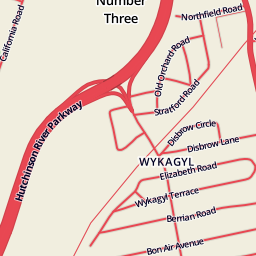 Number
Three
Northfield Road
California Road
Old Orchard Road
Stratford Road
Hutchinson River Parkway
Disbrow Circle
Disbrow Lane
WYKAGYL
Elizabeth Road
Wykagyl Terrace
Berrian Road
Bon Air Avenue